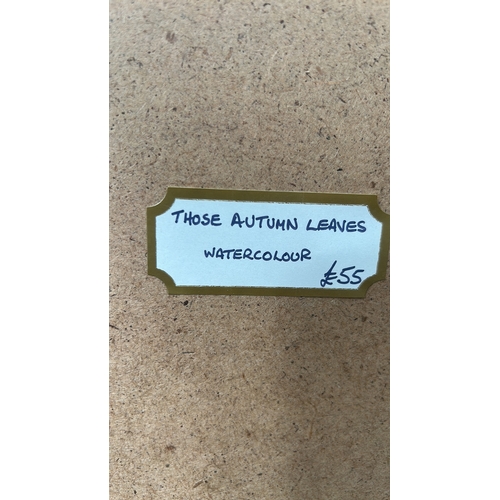 THOSE AUTUMN LEAVES
WATERCOLOUR
£55